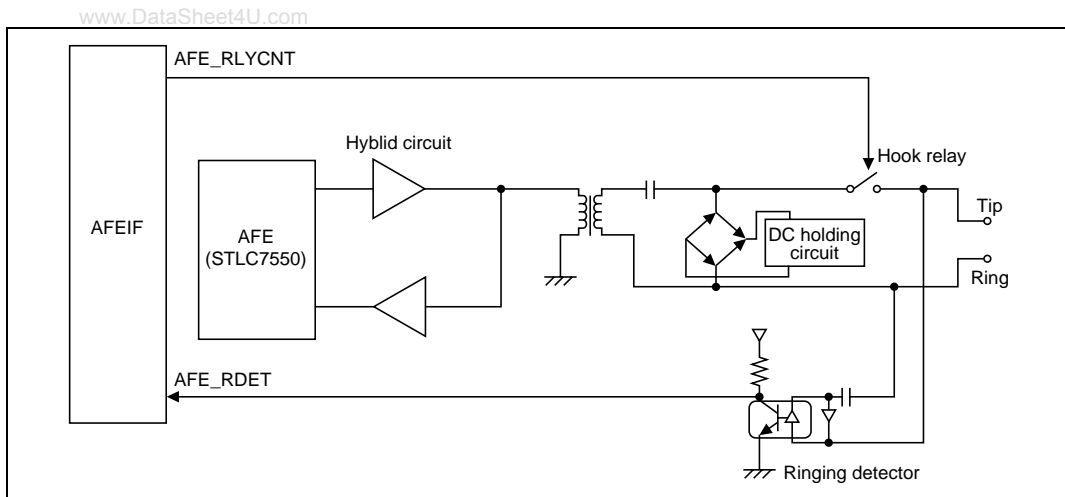 www.DataSheet4U.com
AFE_RLYCNT
Hyblid circuit
Hook relay
AFEIF
AFE
(STLC7550)
DC holding
circuit
Tip
Ring
AFE_RDET
Ringing detector